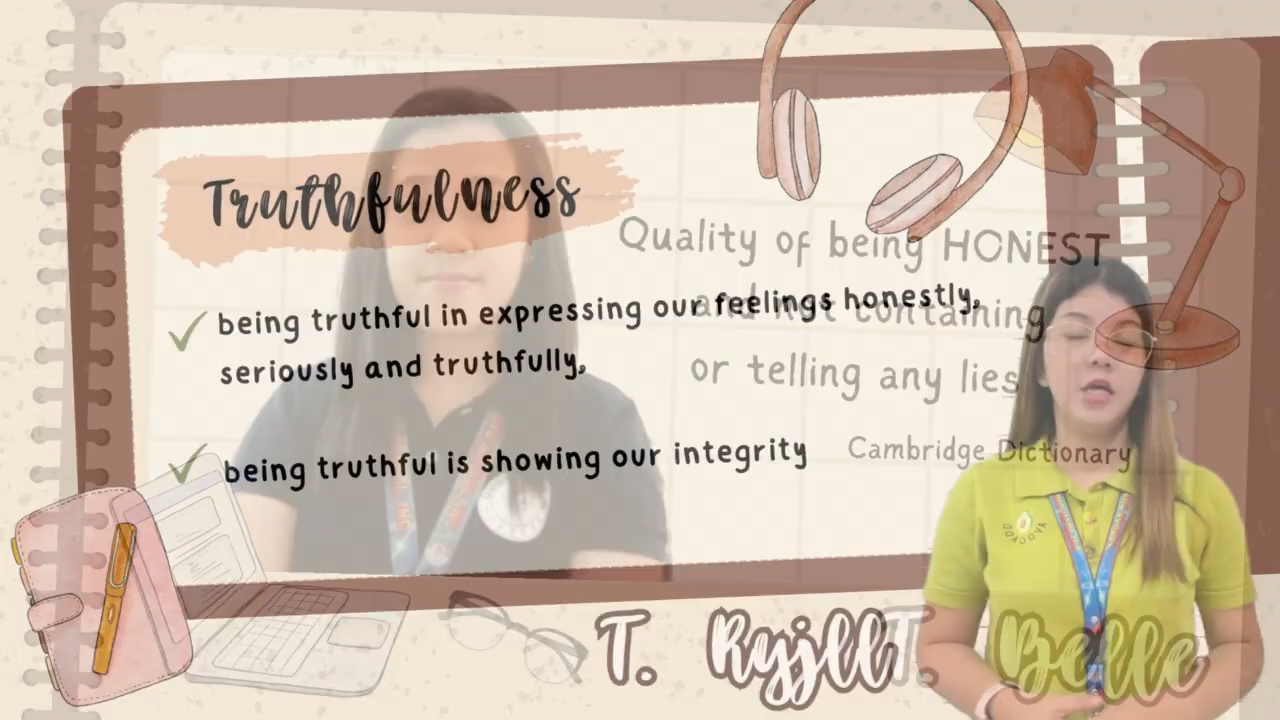 Truthfulness
Quality of being HONEST
and not containing
or telling any lies
Cambridge Dictionary
being truthful in expressing our feelings honestly,
seriously and truthfully,
being truthful is showing our integrity
T. Ryjll
T. Belle